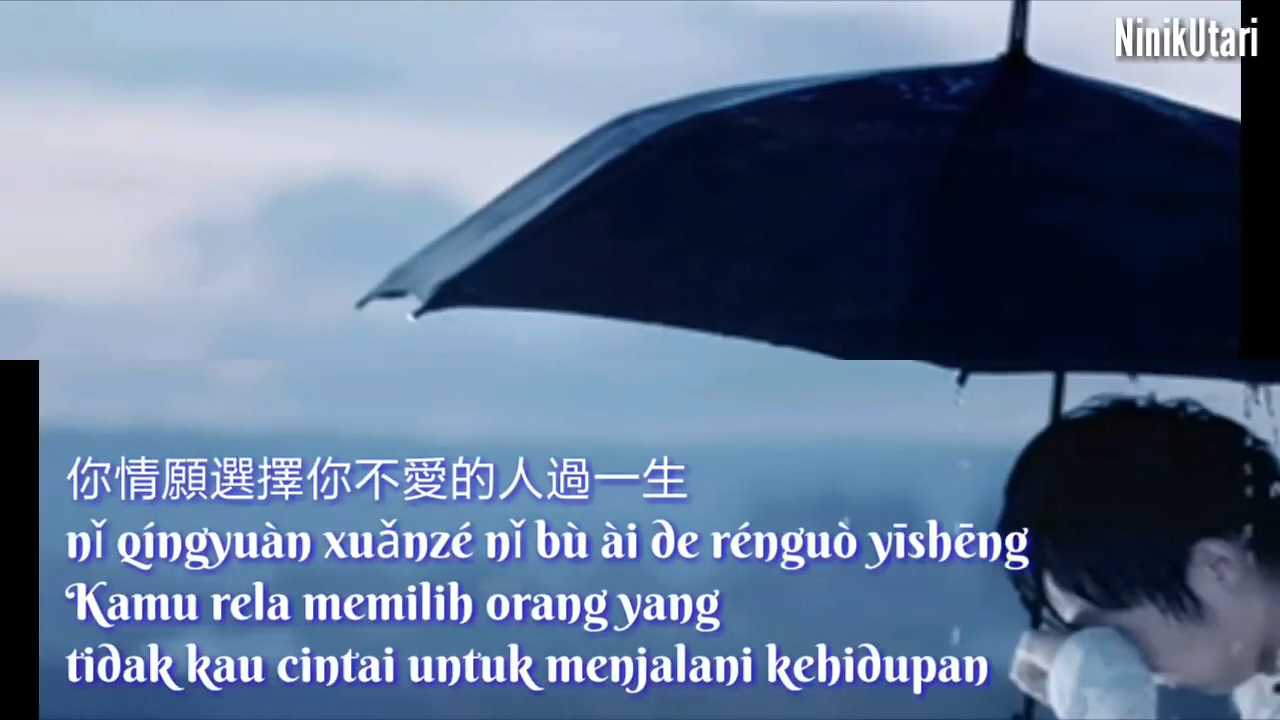 NinikUtari
你情願選擇你不愛的人過一生
nǐ qíngyuàn xuǎnzé nǐ bù ài de rénguò yīshēng
Kamu rela memilih orang yang
tidak kau cintai untuk menjalani kehidupan